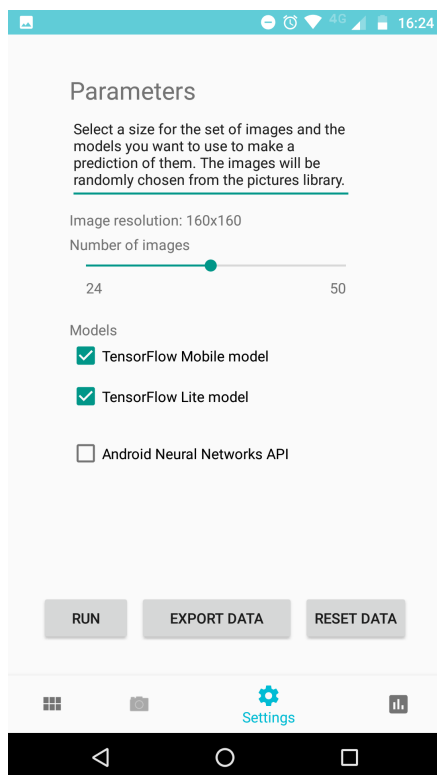 4G 16:24
Parameters
Select a size for the set of images and the
models you want to use to make a
prediction of them. The images will be
randomly chosen from the pictures library.
Image resolution: 160x160
Number of images
24 50
Models
TensorFlow Mobile model
TensorFlow Lite model
Android Neural Networks API
RUN EXPORT DATA RESET DATA
Settings